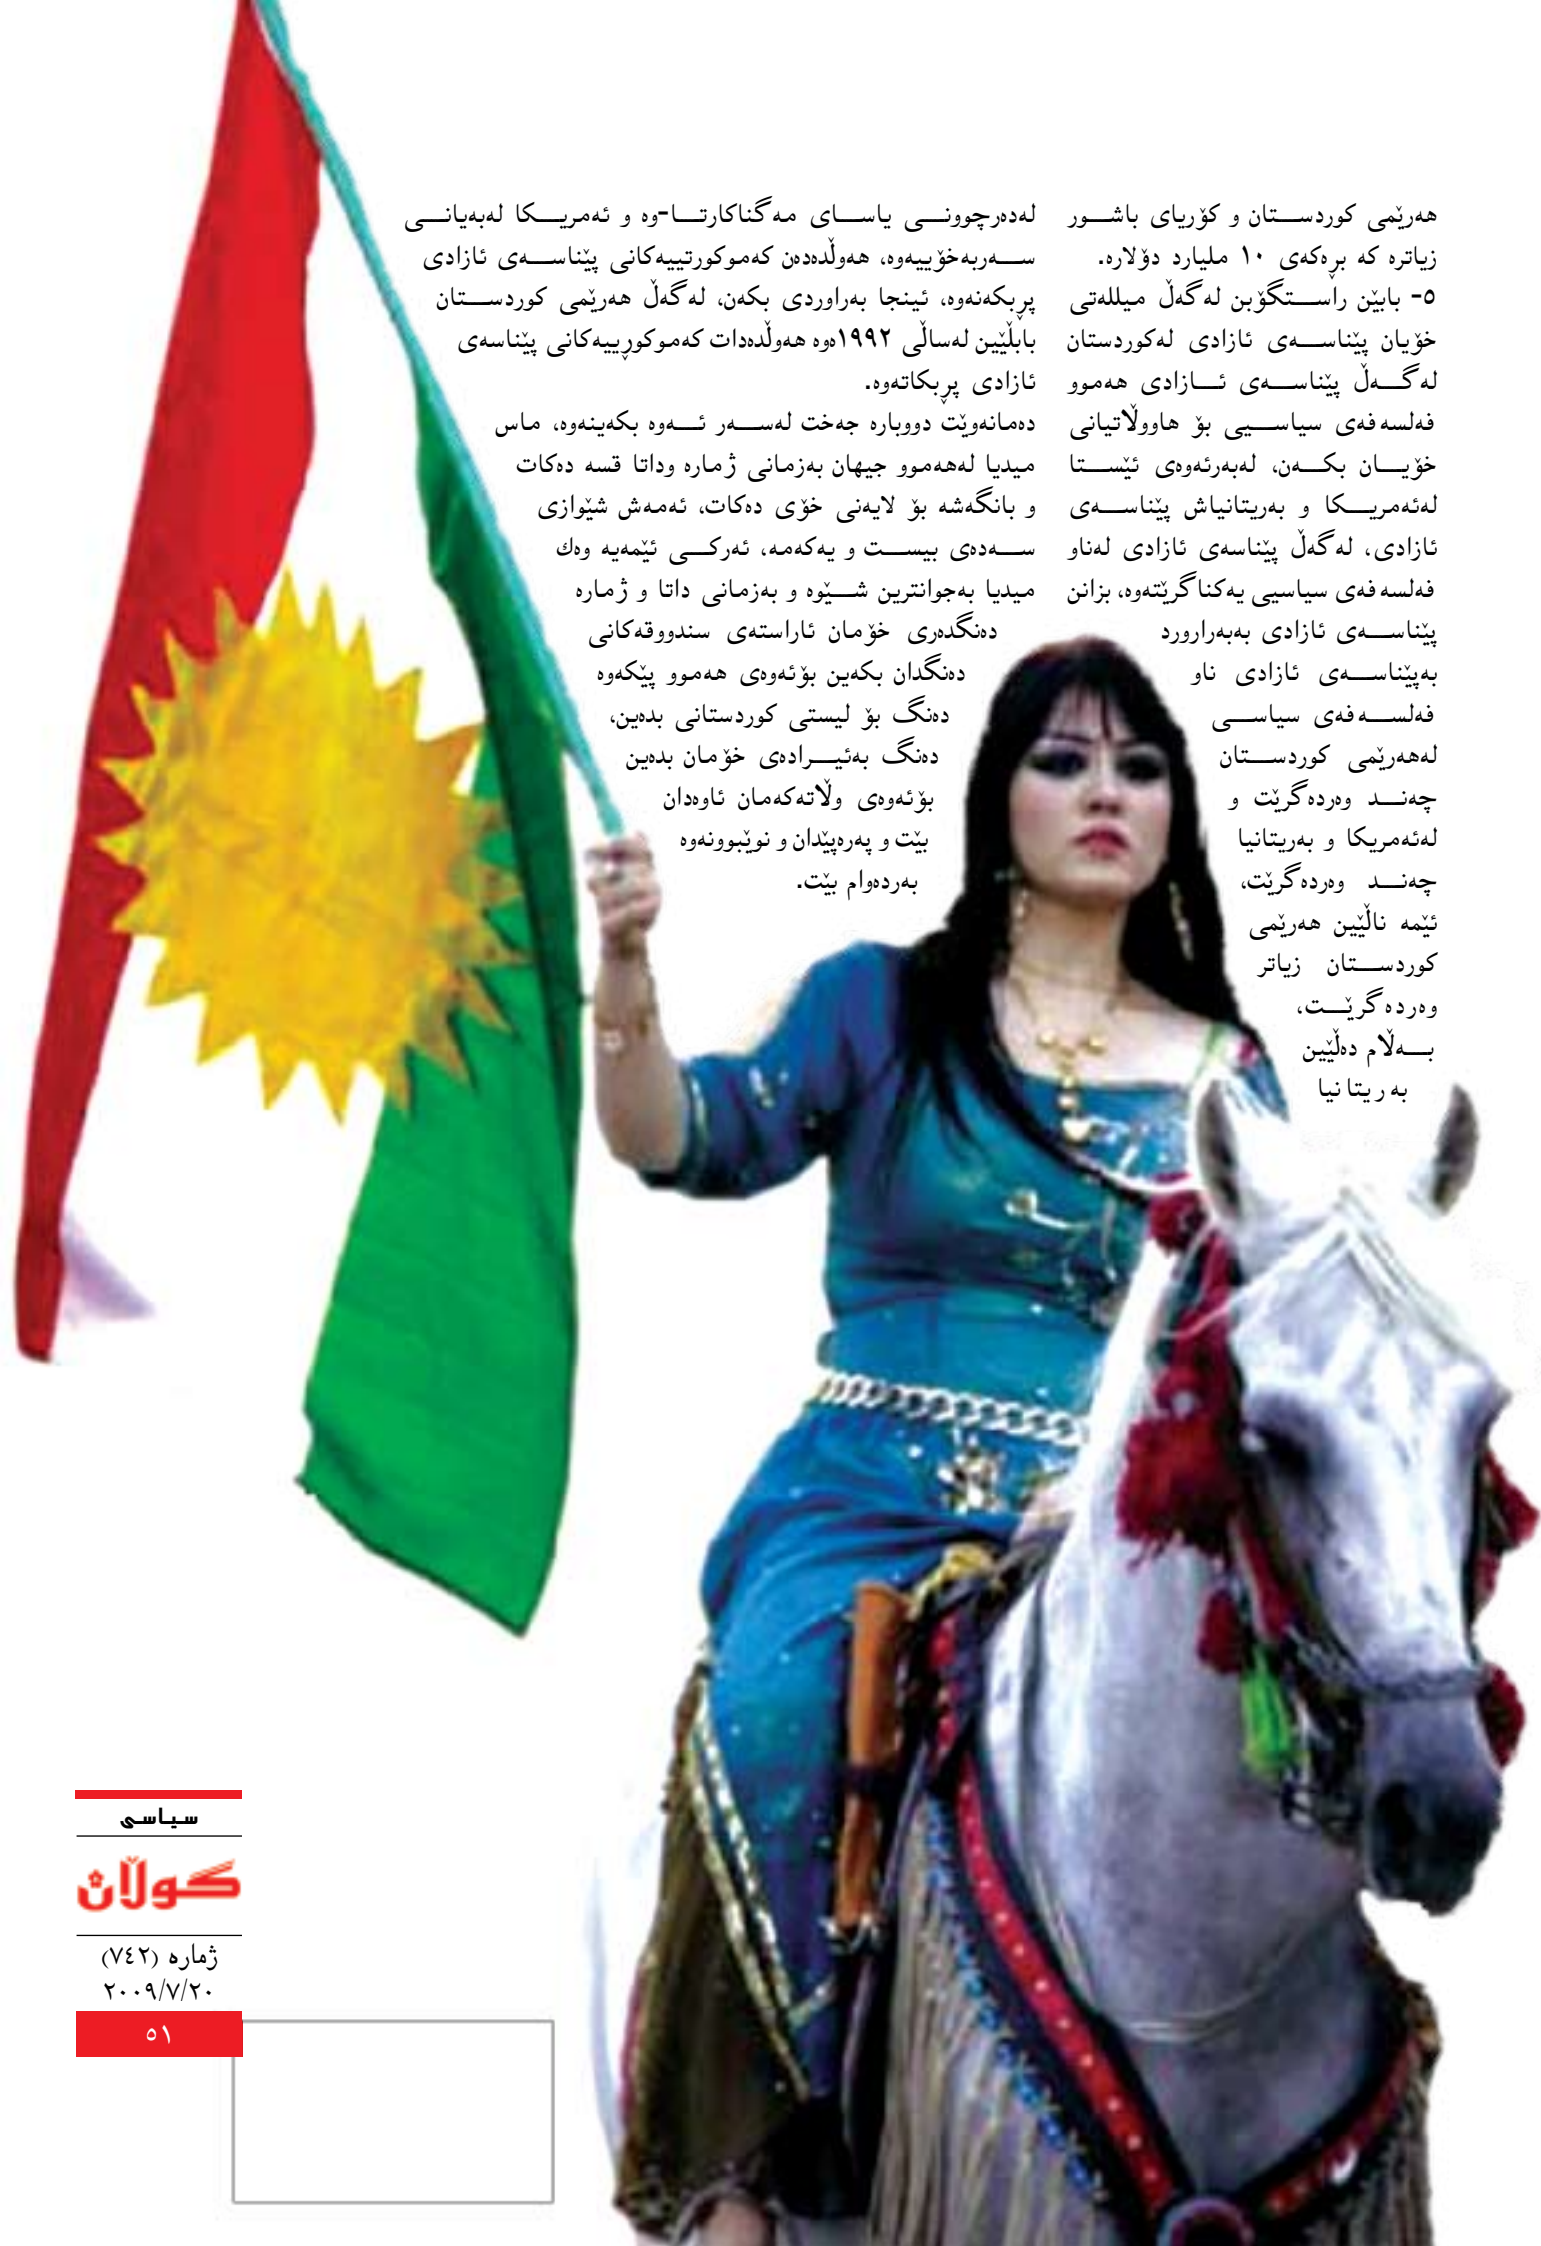 هەرێمی کوردستان و کۆریای باشور
زیاترە کە بڕەکەی ١٠ ملیارد دۆلارە.
٥- بابێن راستگۆبن لەگەڵ میللەتی
خۆیان پێناسەی ئازادی لەکوردستان
لەگەڵ پێناسەی ئازادی هەموو
فەلسەفەی سیاسیی بۆ هاووڵاتیانی
خۆیان بکەن، لەبەرئەوەی ئێستا
لەئەمریکا و بەریتانیاش پێناسەی
ئازادی، لەگەڵ پێناسەی ئازادی لەناو
فەلسەفەی سیاسیی یەکناگرێتەوە، بزانن
پێناسەی ئازادی بەبەرارورد
بەپێناسەی ئازادی ناو
فەلسەفەی سیاسی
لەهەرێمی کوردستان
چەند وەردەگرێت و
لەئەمریکا و بەریتانیا
چەند وەردەگرێت،
ئێمە ناڵێین هەرێمی
کوردستان زیاتر
وەردەگرێت،
بەڵام دەڵێین
بەریتانیا
لەدەرچوونی یاسای مەگناکارتا-وە و ئەمریکا لەبەیانی
سەربەخۆییەوە، هەوڵدەدەن کەموکورتییەکانی پێناسەی ئازادی
پڕبکەنەوە، ئینجا بەراوردی بکەن، لەگەڵ هەرێمی کوردستان
بابڵێین لەساڵی ١٩٩٢ەوە هەوڵدەدات کەموکوڕییەکانی پێناسەی
ئازادی پڕبکاتەوە.
دەمانەوێت دووبارە جەخت لەسەر ئەوە بکەینەوە، ماس
میدیا لەهەموو جیهان بەزمانی ژمارە وداتا قسە دەکات
و بانگەشە بۆ لایەنی خۆی دەکات، ئەمەش شێوازی
سەدەی بیست و یەکەمە، ئەرکی ئێمەیە وەك
میدیا بەجوانترین شێوە و بەزمانی داتا و ژمارە
دەنگدەری خۆمان ئاراستەی سندووقەکانی
دەنگدان بکەین بۆئەوەی هەموو پێکەوە
دەنگ بۆ لیستی کوردستانی بدەین،
دەنگ بەئیرادەی خۆمان بدەین
بۆئەوەی وڵاتەکەمان ئاوەدان
بێت و پەرەپێدان و نوێبوونەوە
بەردەوام بێت.
سیاسی
گوڵان
ژمارە (٧٤٢)
٢٠٠٩/٧/٢٠
٥١